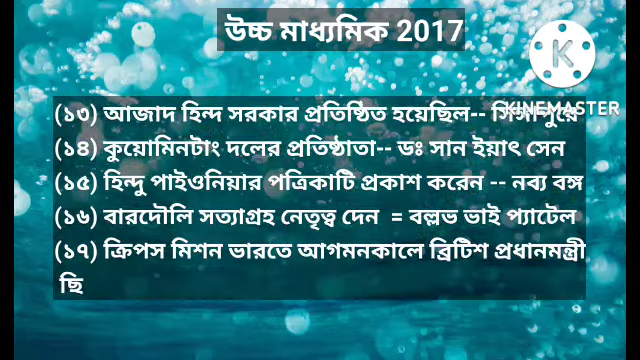 উচ্চ মাধ্যমিক 2017
K
KINEMASTER
(১৩) আজাদ হিন্দ সরকার প্রতিষ্ঠিত হয়েছিল-- সিঙ্গাপুরে
(১৪) কুয়োমিনটাং দলের প্রতিষ্ঠাতা-- ডঃ সান ইয়াৎ সেন
(১৫) হিন্দু পাইওনিয়ার পত্রিকাটি প্রকাশ করেন -- নব্য বঙ্গ
(১৬) বারদৌলি সত্যাগ্রহ নেতৃত্ব দেন = বল্লভ ভাই প্যাটেল
(১৭) ক্রিপস মিশন ভারতে আগমনকালে ব্রিটিশ প্রধানমন্ত্রী
ছি